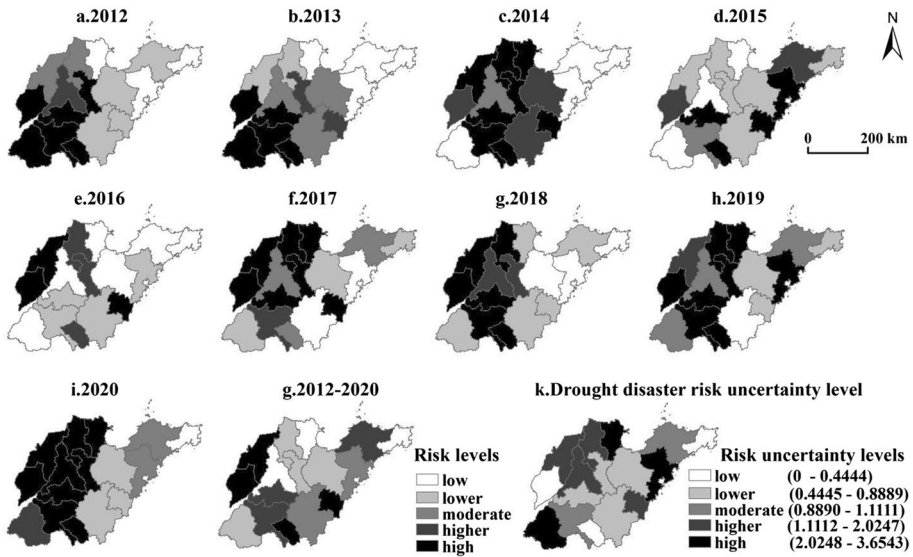 a.2012
b.2013
c.2014
d.2015
N
0 200 km
e.2016
f.2017
g.2018
h.2019
i.2020
g.2012-2020
k.Drought disaster risk uncertainty level
Risk levels
low
lower
moderate
higher
high
Risk uncertainty levels
low (0 - 0.4444)
lower (0.4445 - 0.8889)
moderate (0.8890 - 1.1111)
higher (1.1112 - 2.0247)
high (2.0248 - 3.6543)